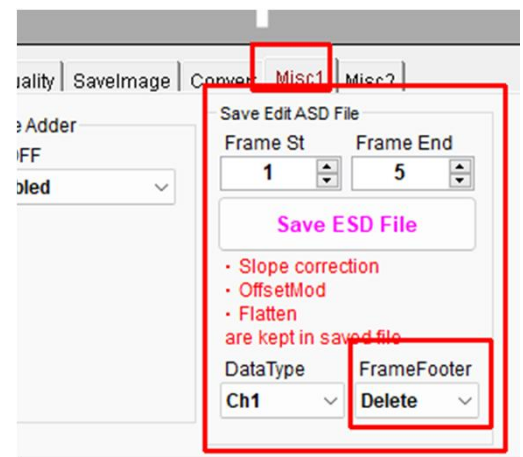 uality SaveImage Convert Misc1 Misc2
e Adder
FF
bled
Save Edit ASD File
Frame St Frame End
1 5
Save ESD File
· Slope correction
· OffsetMod
· Flatten
are kept in saved file
DataType FrameFooter
Ch1 Delete